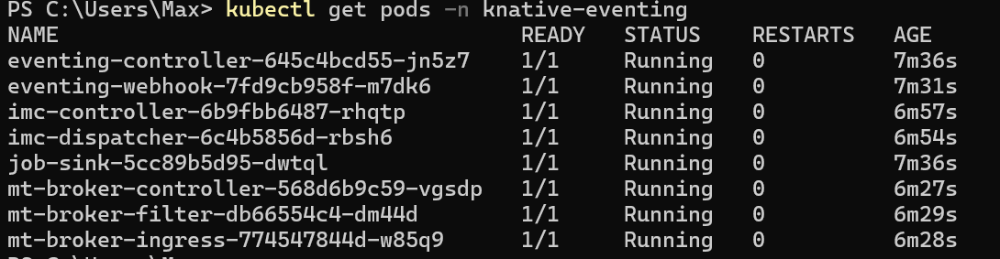 PS C:\Users\Max> kubectl get pods -n knative-eventing
NAME READY STATUS RESTARTS AGE
eventing-controller-645c4bcd55-jn5z7 1/1 Running 0 7m36s
eventing-webhook-7fd9cb958f-m7dk6 1/1 Running 0 7m31s
imc-controller-6b9fbb6487-rhqtp 1/1 Running 0 6m57s
imc-dispatcher-6c4b5856d-rbsh6 1/1 Running 0 6m54s
job-sink-5cc89b5d95-dwtql 1/1 Running 0 7m36s
mt-broker-controller-568d6b9c59-vgsdp 1/1 Running 0 6m27s
mt-broker-filter-db66554c4-dm44d 1/1 Running 0 6m29s
mt-broker-ingress-774547844d-w85q9 1/1 Running 0 6m28s